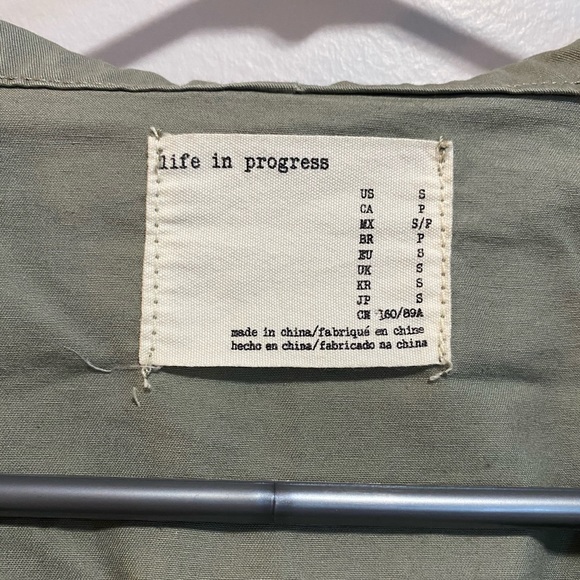 life in progress
US S
CA P
MX S/P
BR P
EU S
UK S
KR S
JP S
CN 160/89A
made in china/fabriqué en chine
hecho en china/fabricado na china